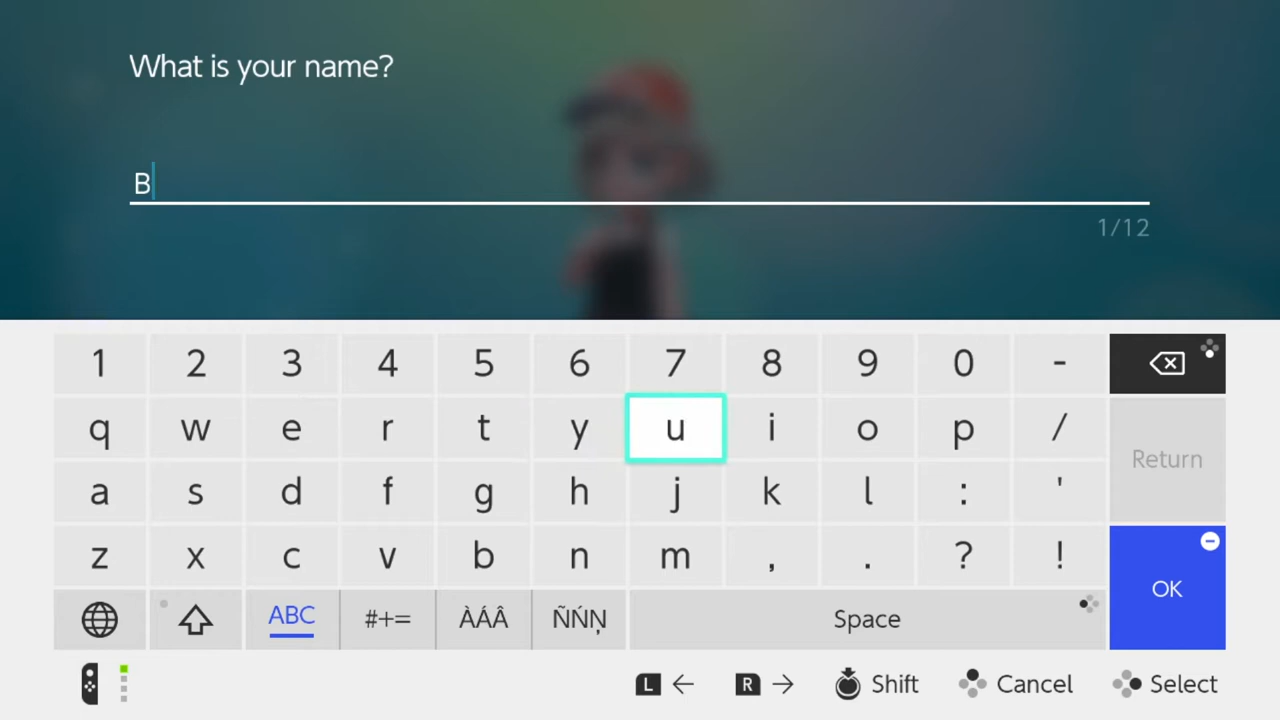 What is your name?
B
1/12
1 2 3 4 5 6 7 8 9 0 -
q w e r t y u i o p /
Return
a s d f g h j k l : '
z x c v b n m , . ? !
OK
ABC #+= ÀÁÂ ÑŃŅ Space
L ← R → Shift Cancel Select